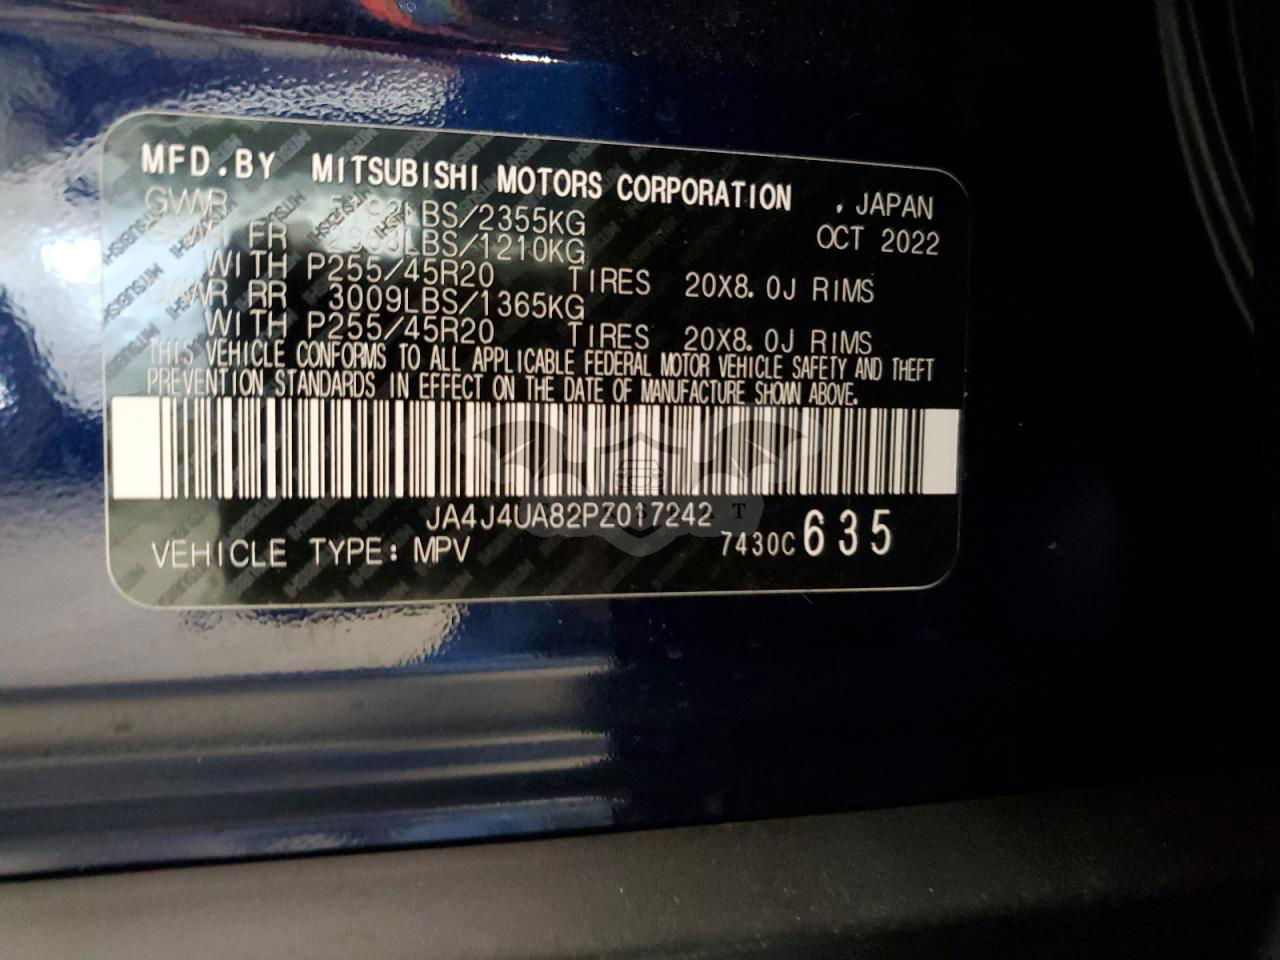 MFD.BY MITSUBISHI MOTORS CORPORATION , JAPAN
GVWR LBS/2355KG OCT 2022
FR LBS/1210KG
WITH P255/45R20 TIRES 20X8.0J RIMS
GAWR RR 3009LBS/1365KG
WITH P255/45R20 TIRES 20X8.0J RIMS
THIS VEHICLE CONFORMS TO ALL APPLICABLE FEDERAL MOTOR VEHICLE SAFETY AND THEFT
PREVENTION STANDARDS IN EFFECT ON THE DATE OF MANUFACTURE SHOWN ABOVE.
JA4J4UA82PZ017242
VEHICLE TYPE: MPV 7430C 635